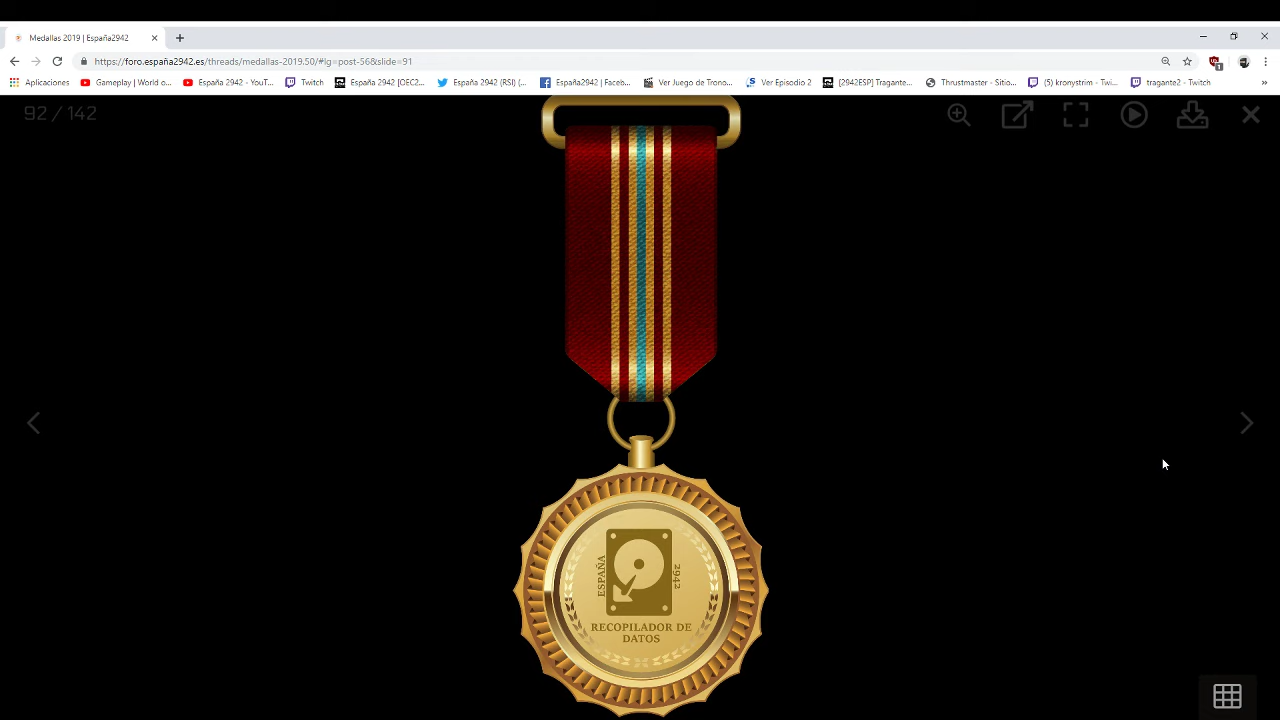 Medallas 2019 | España2942
https://foro.españa2942.es/threads/medallas-2019.50/#lg=post-56&slide=91
Aplicaciones
Gameplay | World o...
España 2942 - YouT...
Twitch
España 2942 [OEC2...
España 2942 (RSI) (...
España2942 | Faceb...
Ver Juego de Trono...
Ver Episodio 2
[2942ESP] Tragante...
Thrustmaster - Sitio...
(5) kronystrim - Twi...
tragante2 - Twitch
92 / 142
ESPAÑA
2942
RECOPILADOR DE
DATOS